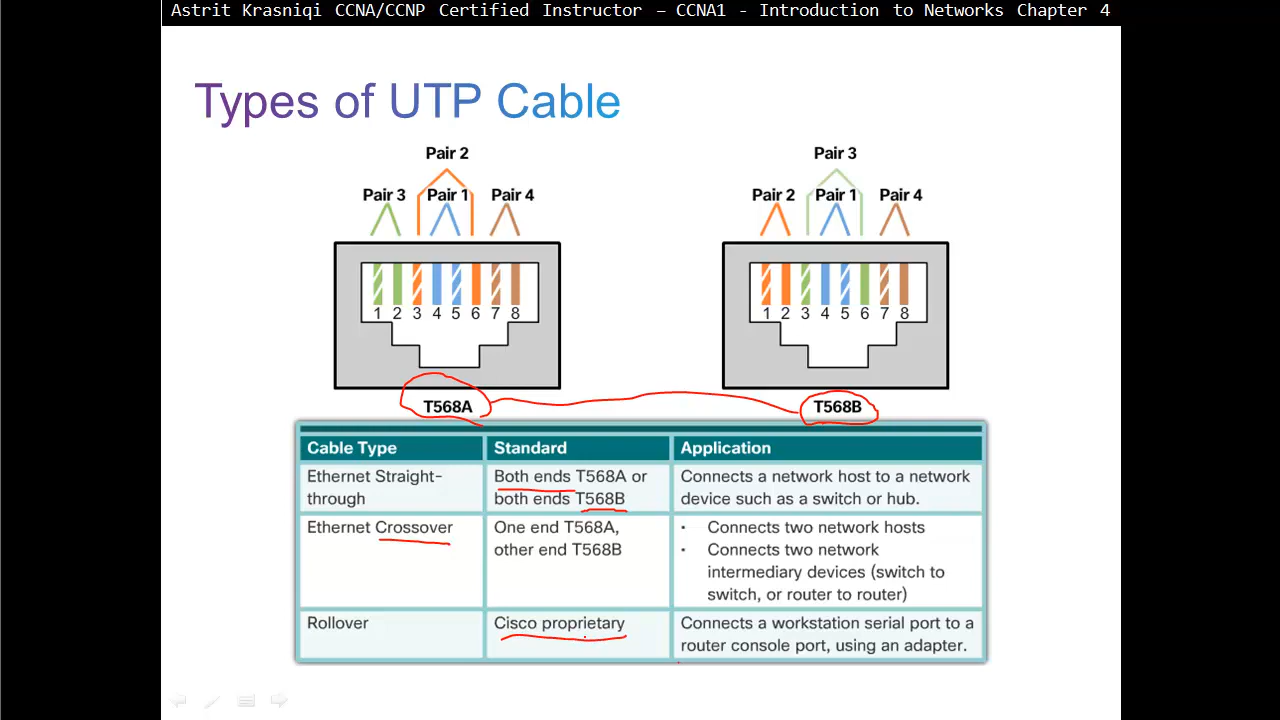 Astrit Krasniqi CCNA/CCNP Certified Instructor – CCNA1 - Introduction to Networks Chapter 4
Types of UTP Cable
Pair 2
Pair 3 Pair 1 Pair 4
1 2 3 4 5 6 7 8
T568A
Pair 3
Pair 2 Pair 1 Pair 4
1 2 3 4 5 6 7 8
T568B
Cable Type Standard Application
Ethernet Straight-
through
Both ends T568A or
both ends T568B
Connects a network host to a network
device such as a switch or hub.
Ethernet Crossover
One end T568A,
other end T568B
• Connects two network hosts
• Connects two network
intermediary devices (switch to
switch, or router to router)
Rollover
Cisco proprietary
Connects a workstation serial port to a
router console port, using an adapter.